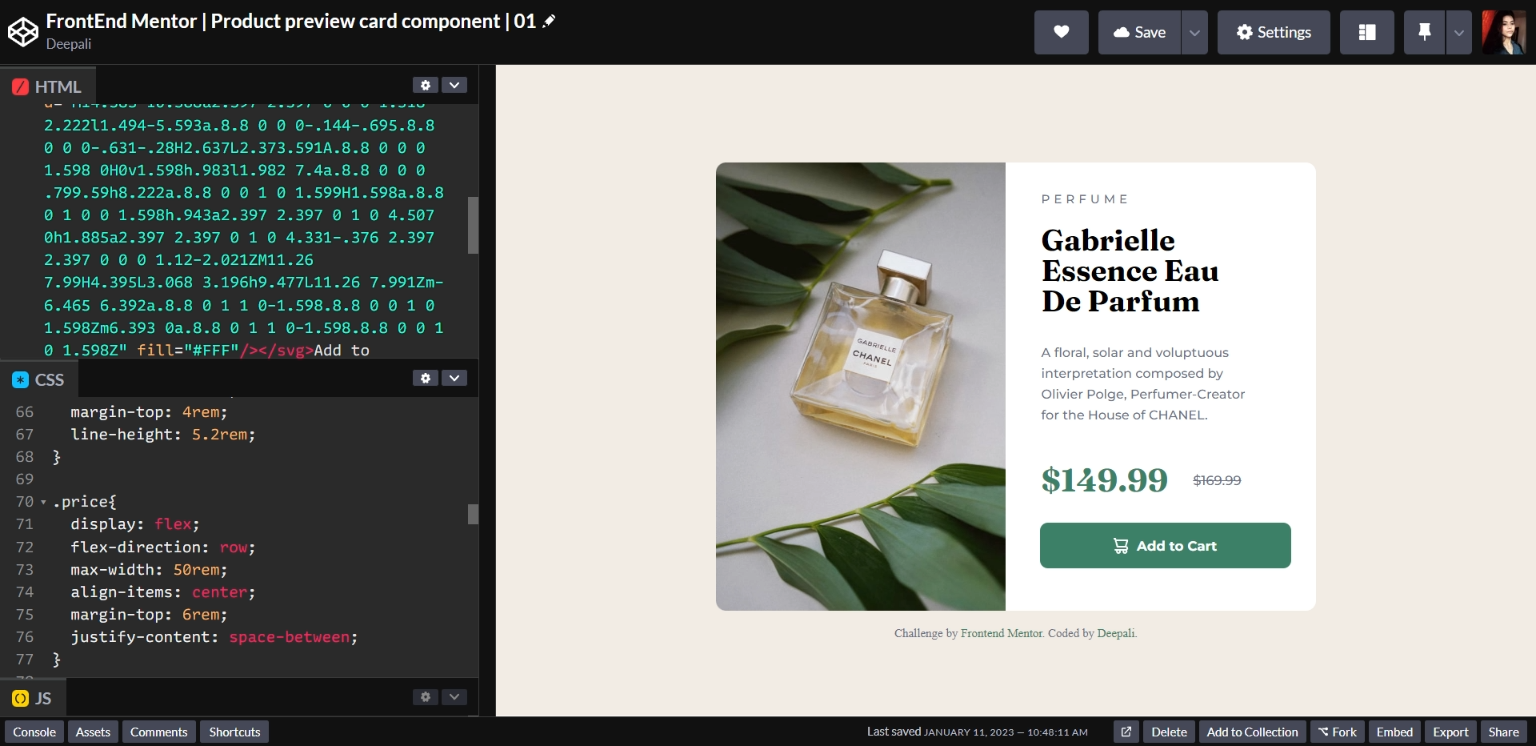 FrontEnd Mentor | Product preview card component | 01
Deepali
Save
Settings
HTML
2.222l1.494-5.593a.8.8 0 0 0-.144-.695.8.8
0 0 0-.631-.28H2.637L2.373.591A.8.8 0 0 0
1.598 0H0v1.598h.983l1.982 7.4a.8.8 0 0 0
.799.59h8.222a.8.8 0 0 1 0 1.599H1.598a.8.8
0 1 0 0 1.598h.943a2.397 2.397 0 1 0 4.507
0h1.885a2.397 2.397 0 1 0 4.331-.376 2.397
2.397 0 0 0 1.12-2.021ZM11.26
7.99H4.395L3.068 3.196h9.477L11.26 7.991Zm-
6.465 6.392a.8.8 0 1 1 0-1.598.8.8 0 0 1 0
1.598Zm6.393 0a.8.8 0 1 1 0-1.598.8.8 0 0 1
0 1.598Z" fill="#FFF"/></svg>Add to
CSS
66 margin-top: 4rem;
67 line-height: 5.2rem;
68 }
69
70 .price{
71 display: flex;
72 flex-direction: row;
73 max-width: 50rem;
74 align-items: center;
75 margin-top: 6rem;
76 justify-content: space-between;
77 }
JS
GABRIELLE
CHANEL
PARIS
PERFUME
Gabrielle
Essence Eau
De Parfum
A floral, solar and voluptuous
interpretation composed by
Olivier Polge, Perfumer-Creator
for the House of CHANEL.
$149.99 $169.99
Add to Cart
Challenge by Frontend Mentor. Coded by Deepali.
Console Assets Comments Shortcuts
Last saved JANUARY 11, 2023 — 10:48:11 AM
Delete Add to Collection Fork Embed Export Share